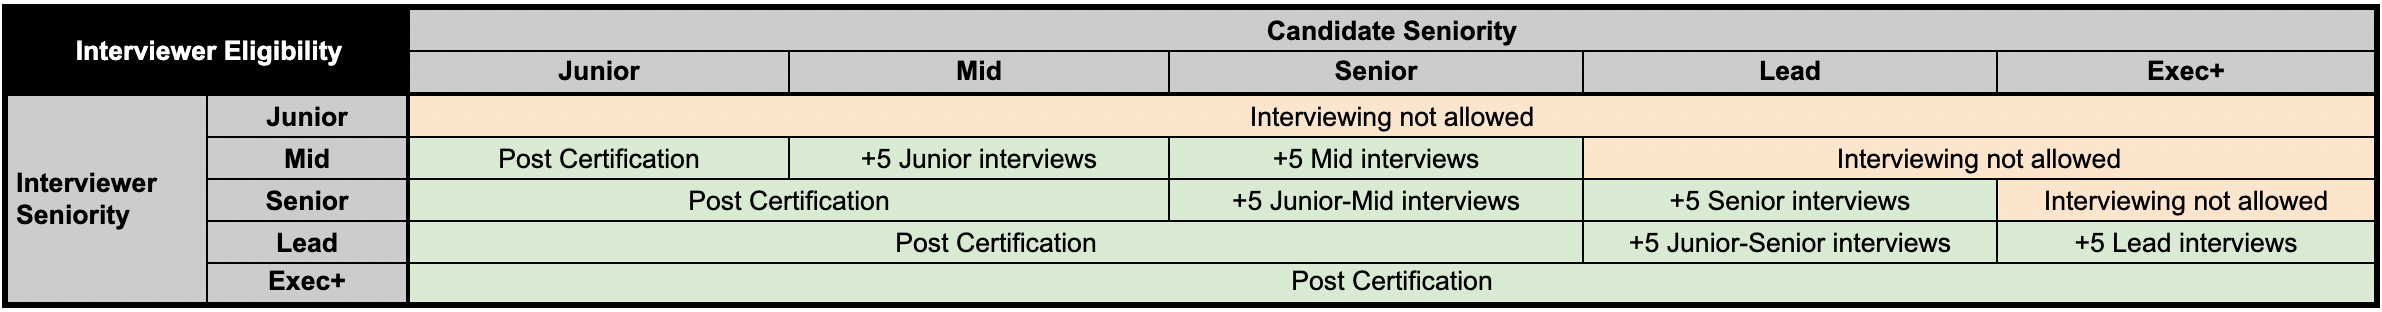 Interviewer Eligibility
Candidate Seniority
Junior Mid Senior Lead Exec+
Interviewer
Seniority
Junior Interviewing not allowed
Mid Post Certification +5 Junior interviews +5 Mid interviews Interviewing not allowed
Senior Post Certification +5 Junior-Mid interviews +5 Senior interviews Interviewing not allowed
Lead Post Certification +5 Junior-Senior interviews +5 Lead interviews
Exec+ Post Certification